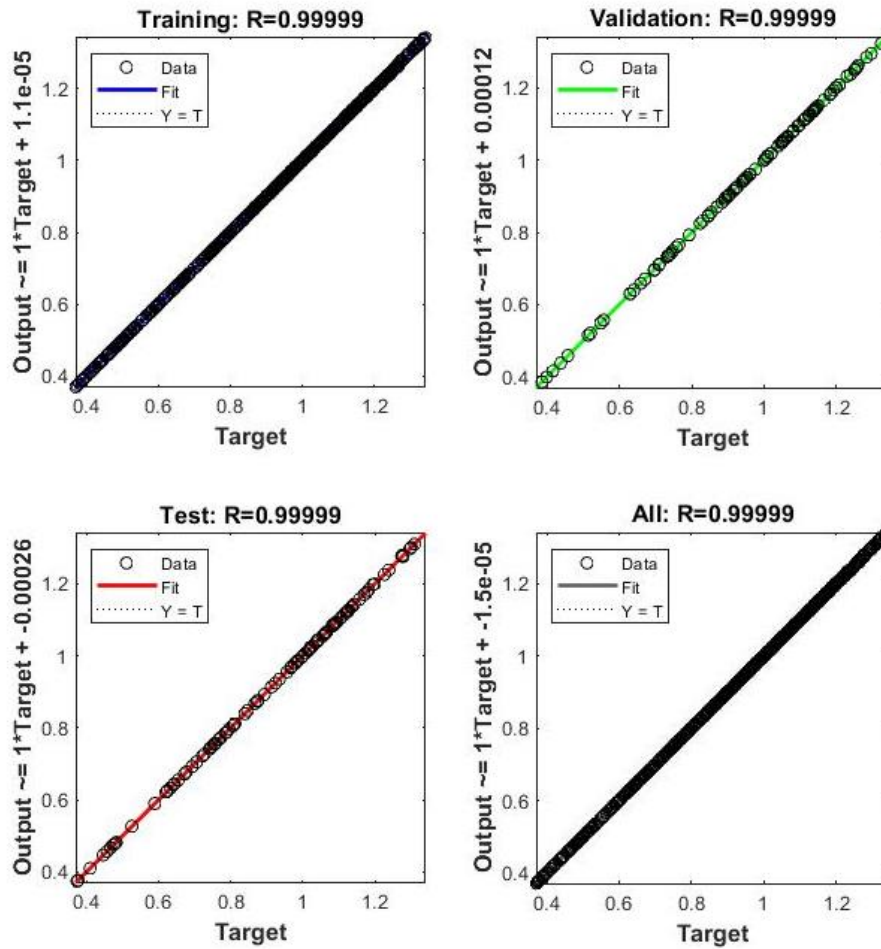 Training: R=0.99999
Output ~= 1*Target + 1.1e-05
Data
Fit
Y = T
1.2
1
0.8
0.6
0.4
0.4 0.6 0.8 1 1.2
Target
Validation: R=0.99999
Output ~= 1*Target + 0.00012
Data
Fit
Y = T
1.2
1
0.8
0.6
0.4
0.4 0.6 0.8 1 1.2
Target
Test: R=0.99999
Output ~= 1*Target + -0.00026
Data
Fit
Y = T
1.2
1
0.8
0.6
0.4
0.4 0.6 0.8 1 1.2
Target
All: R=0.99999
Output ~= 1*Target + -1.5e-05
Data
Fit
Y = T
1.2
1
0.8
0.6
0.4
0.4 0.6 0.8 1 1.2
Target